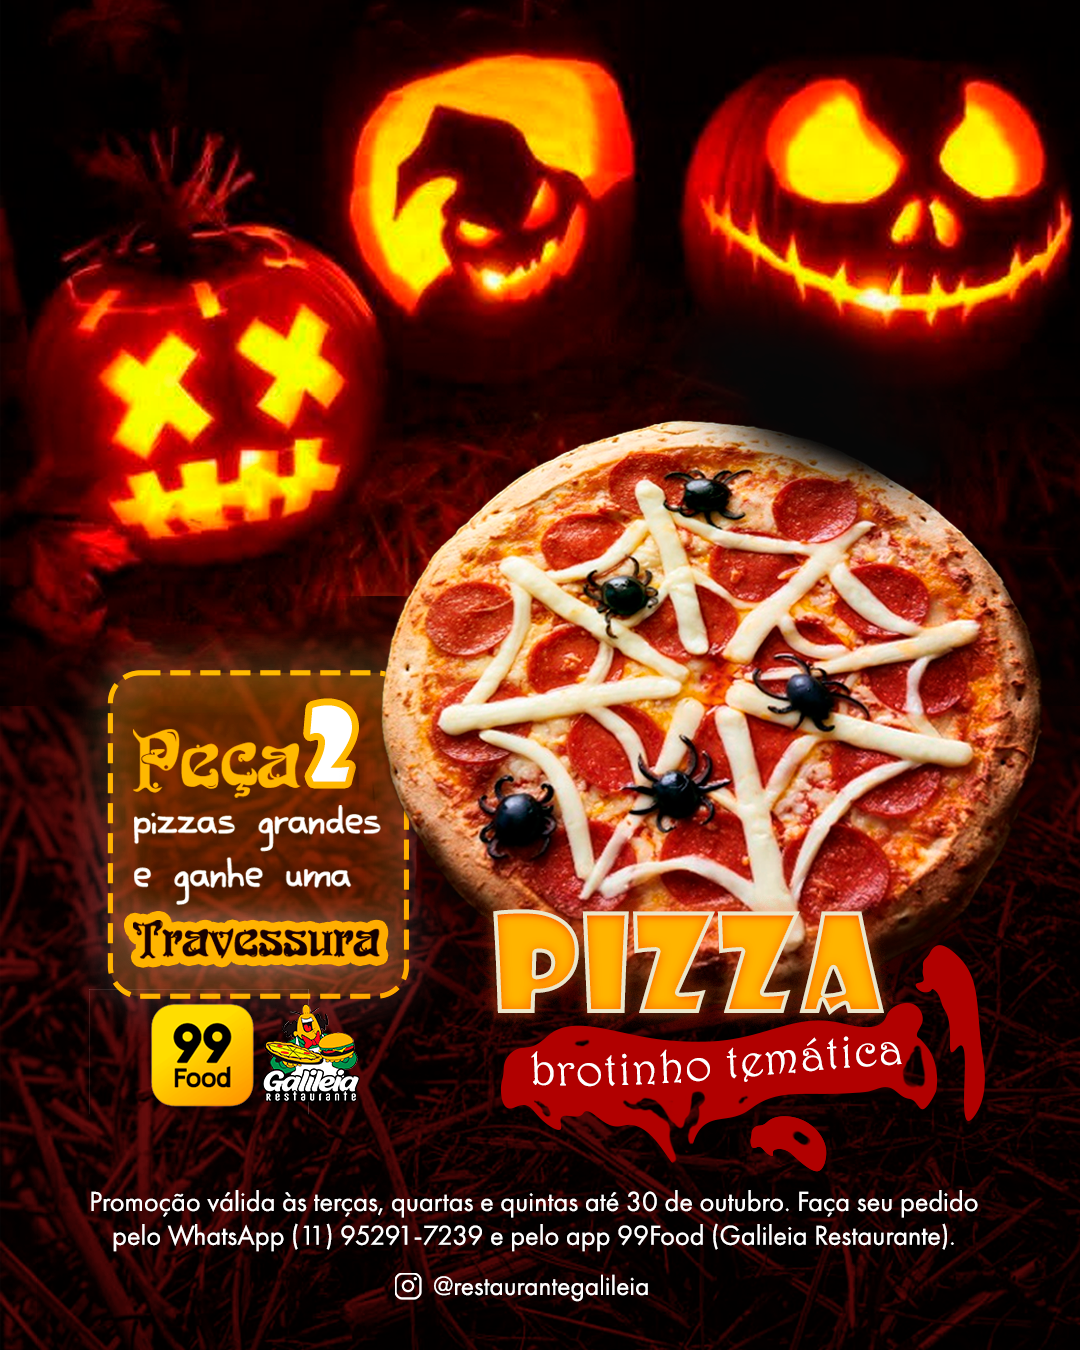 Peça 2
pizzas grandes
e ganhe uma
Travessura
PIZZA
brotinho temática
99
Food
Galileia
Restaurante
Promoção válida às terças, quartas e quintas até 30 de outubro. Faça seu pedido
pelo WhatsApp (11) 95291-7239 e pelo app 99Food (Galileia Restaurante).
@restaurantegalileia